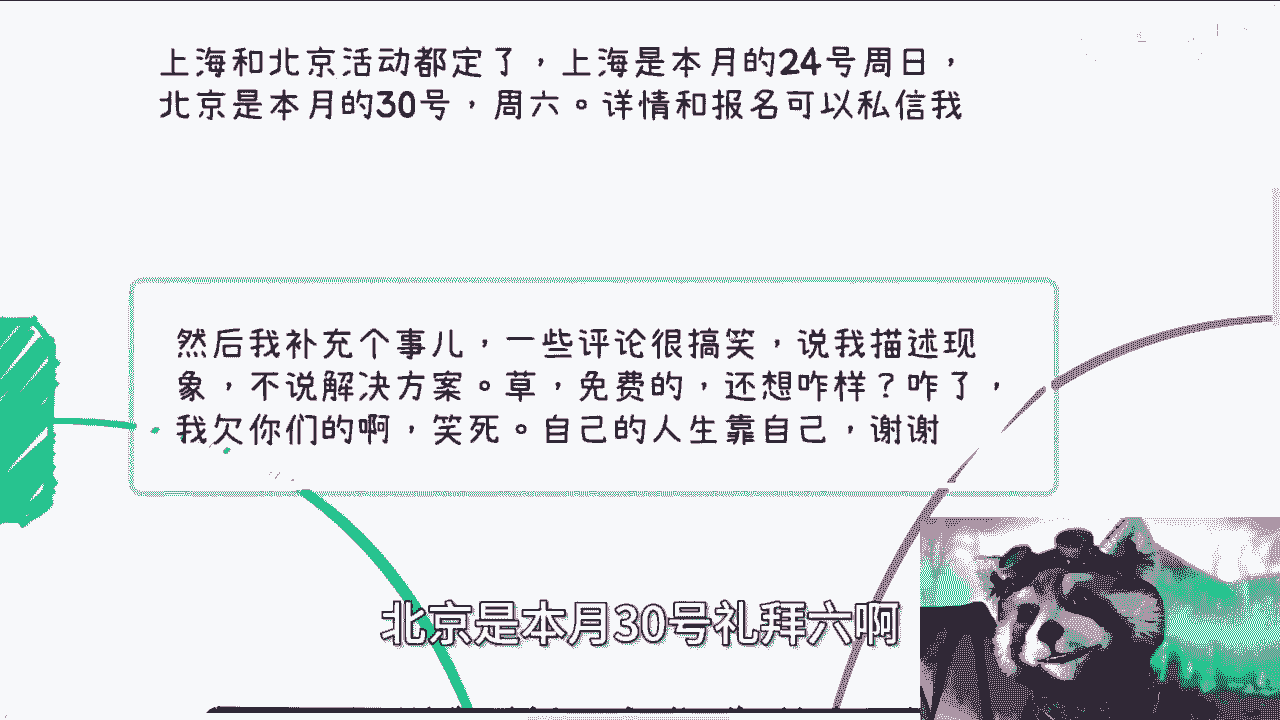 上海和北京活动都定了，上海是本月的24号周日，
北京是本月的30号，周六。详情和报名可以私信我
然后我补充个事儿，一些评论很搞笑，说我描述现
象，不说解决方案。草，免费的，还想咋样？咋了，
我欠你们的啊，笑死。自己的人生靠自己，谢谢
北京是本月30号礼拜六啊